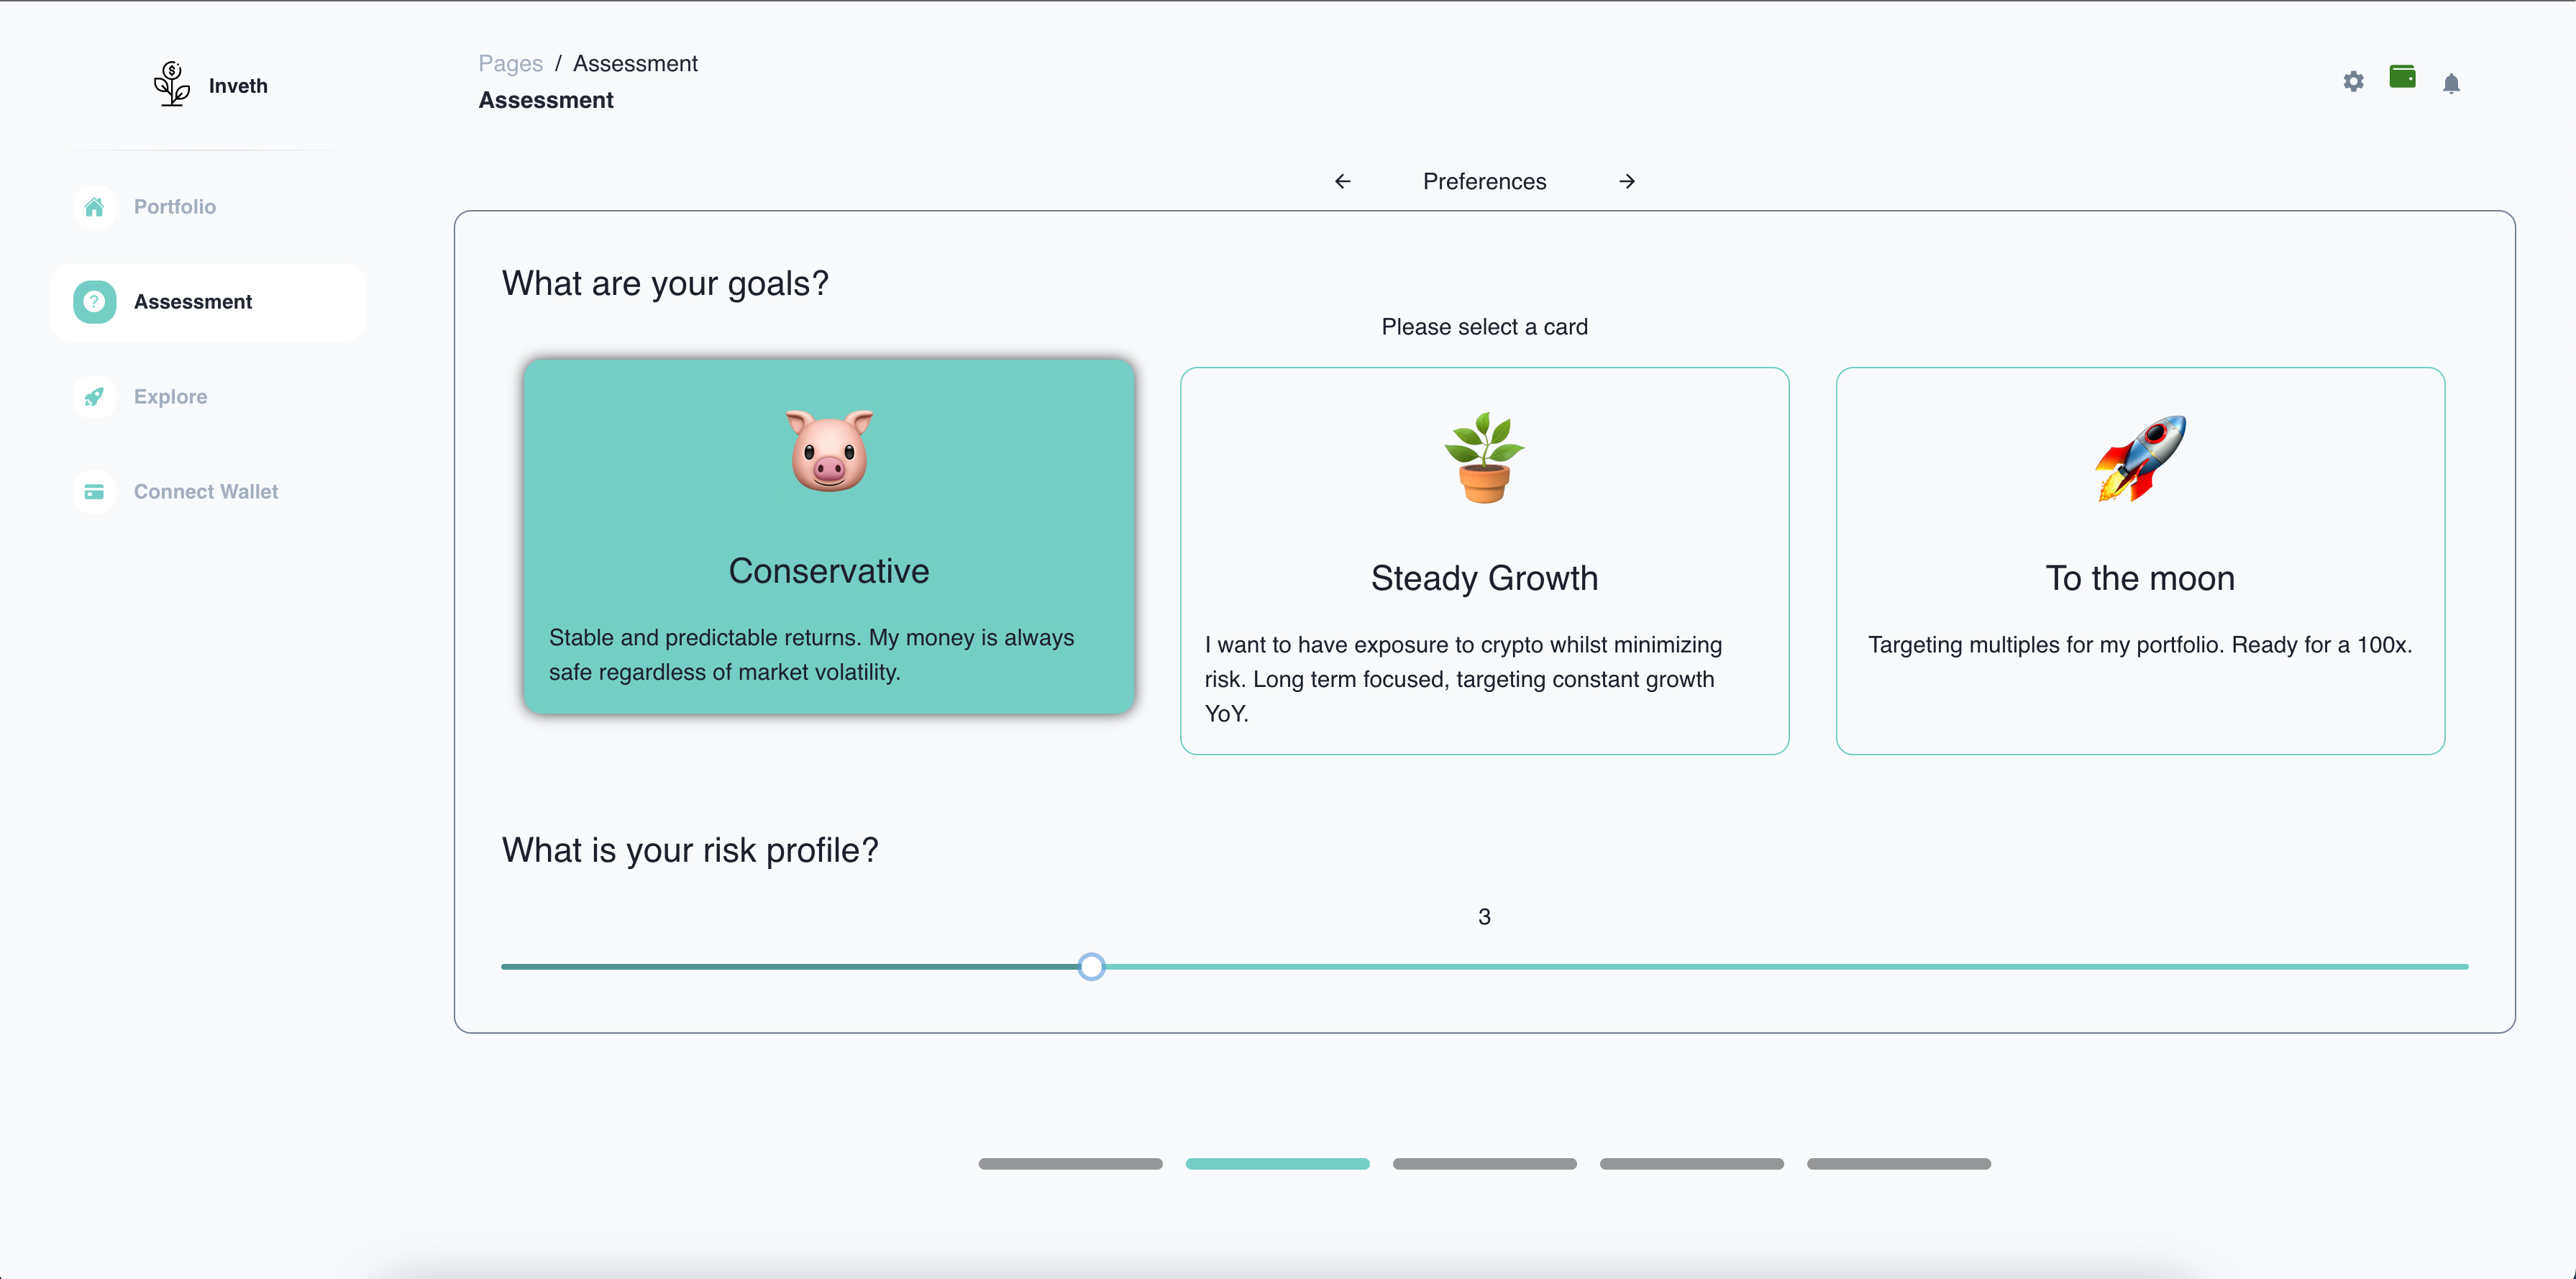 Inveth
Pages / Assessment
Assessment
Portfolio
Assessment
Explore
Connect Wallet
Preferences
What are your goals?
Please select a card
Conservative
Stable and predictable returns. My money is always
safe regardless of market volatility.
Steady Growth
I want to have exposure to crypto whilst minimizing
risk. Long term focused, targeting constant growth
YoY.
To the moon
Targeting multiples for my portfolio. Ready for a 100x.
What is your risk profile?
3